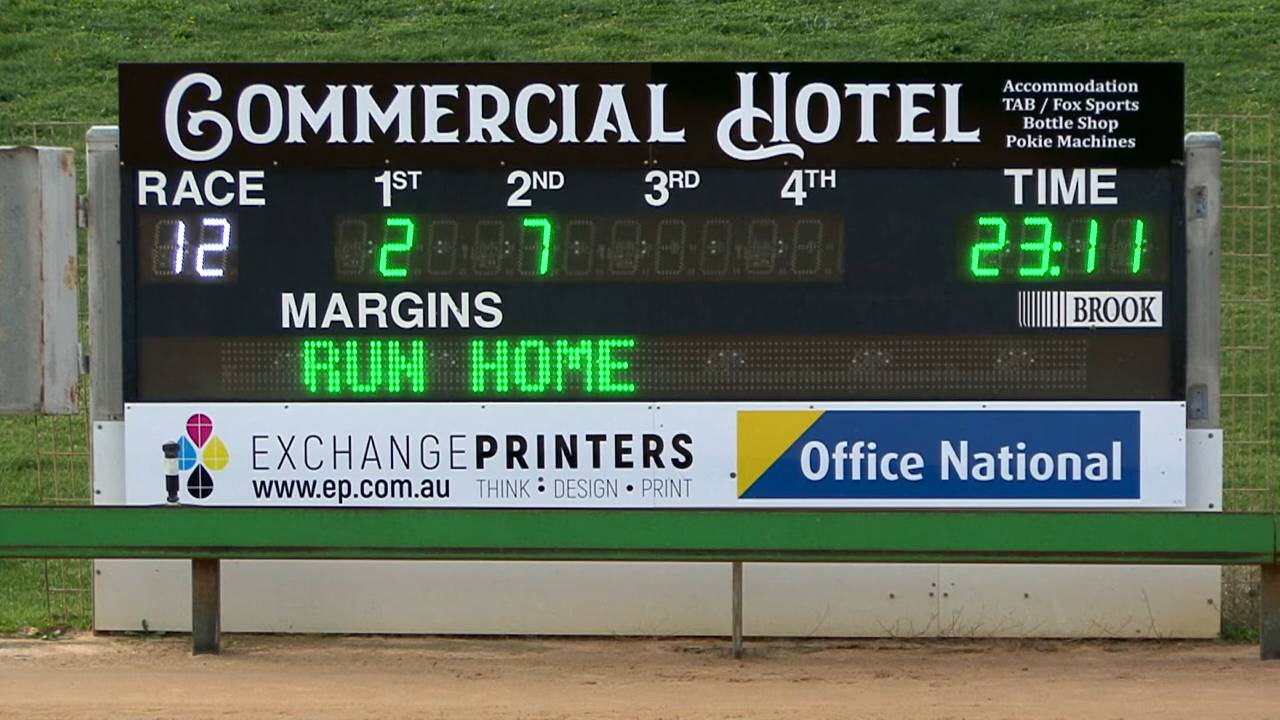 COMMERCIAL HOTEL
Accommodation
TAB / Fox Sports
Bottle Shop
Pokie Machines
RACE 1ST 2ND 3RD 4TH TIME
12 2 7 23:11
MARGINS
BROOK
RUN HOME
EXCHANGEPRINTERS
www.ep.com.au THINK • DESIGN • PRINT
Office National